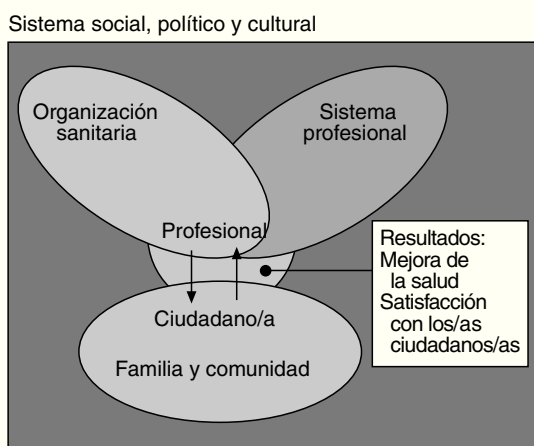 Sistema social, político y cultural
Organización
sanitaria
Sistema
profesional
Profesional
Resultados:
Mejora de
la salud
Satisfacción
con los/as
ciudadanos/as
Ciudadano/a
Familia y comunidad